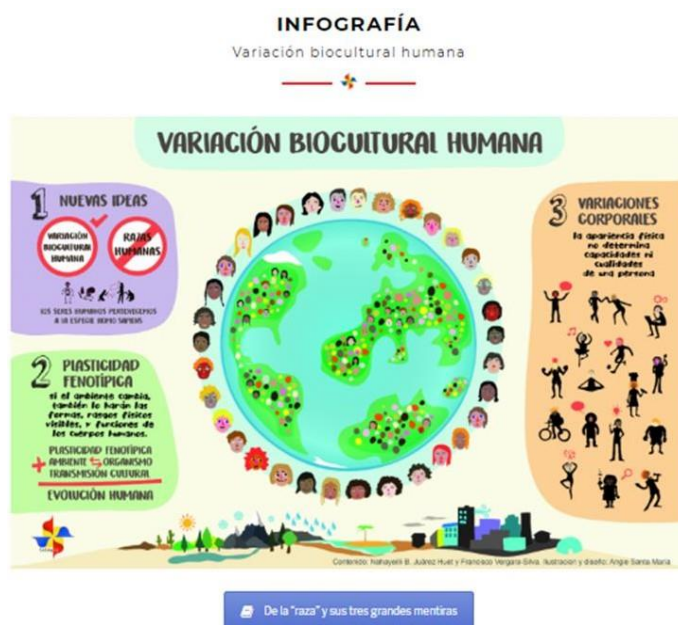 INFOGRAFÍA
Variación biocultural humana
VARIACIÓN BIOCULTURAL HUMANA
1 NUEVAS IDEAS
VARIACIÓN
BIOCULTURAL
HUMANA
RAZAS
HUMANAS
LOS SERES HUMANOS PERTENECEMOS
A LA ESPECIE HOMO SAPIENS
2 PLASTICIDAD
FENOTÍPICA
si el ambiente cambia,
también lo harán las
formas, rasgos físicos
visibles, y funciones de
los cuerpos humanos.
PLASTICIDAD FENOTÍPICA
+ AMBIENTE ⇆ ORGANISMO
TRANSMISIÓN CULTURAL
EVOLUCIÓN HUMANA
3 VARIACIONES
CORPORALES
la apariencia física
no determina
capacidades ni
cualidades
de una persona
Contenido: Nahayeilli B. Juárez Huet y Francisco Vergara-Silva. Ilustración y diseño: Angie Santa María
De la "raza" y sus tres grandes mentiras